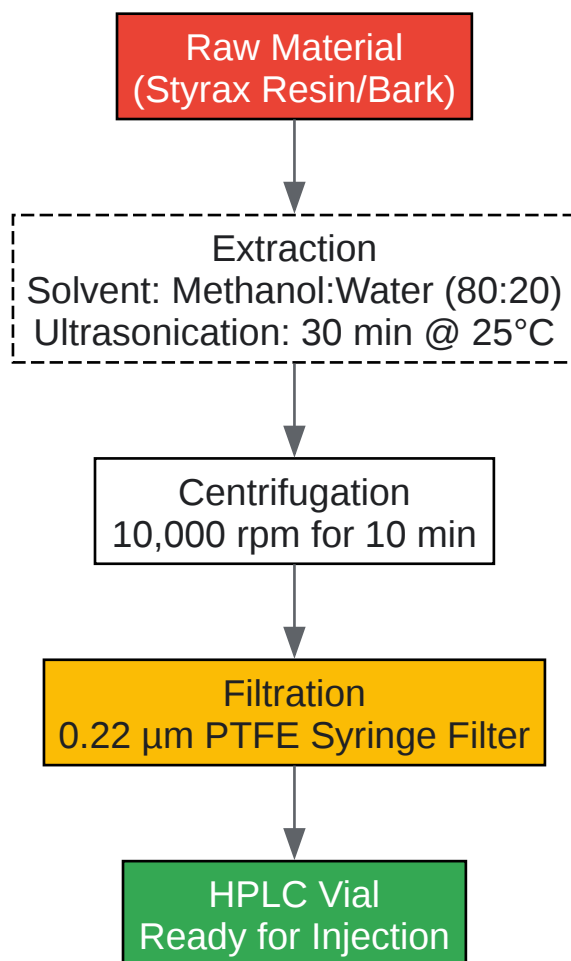 Raw Material
(Styrax Resin/Bark)
Extraction
Solvent: Methanol:Water (80:20)
Ultrasonication: 30 min @ 25°C
Centrifugation
10,000 rpm for 10 min
Filtration
0.22 µm PTFE Syringe Filter
HPLC Vial
Ready for Injection